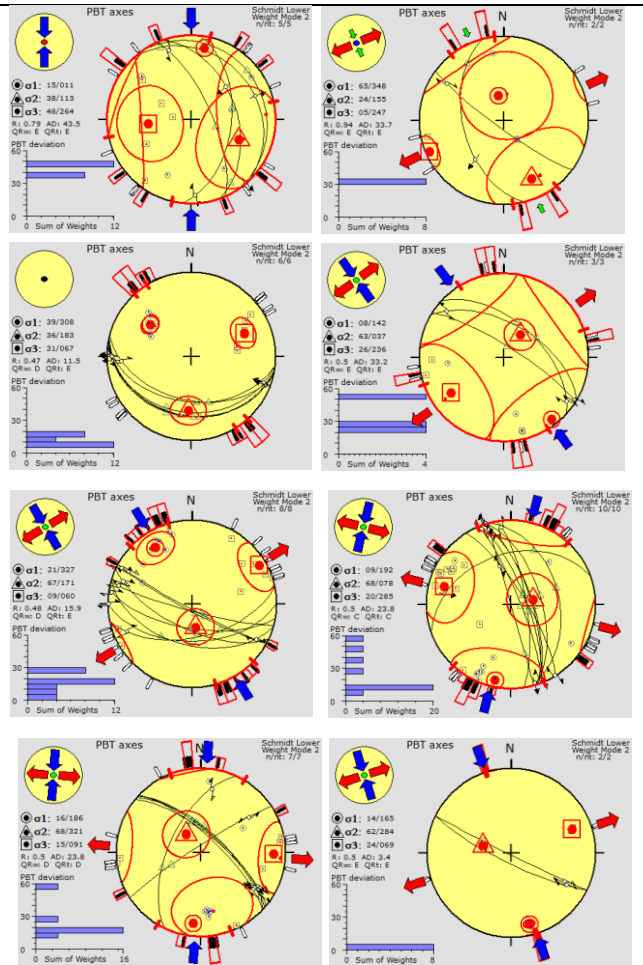 PBT axes
N
Schmidt Lower
Weight Mode 2
n/nt: 5/5
σ1: 15/011
σ2: 38/113
σ3: 48/264
R: 0.79 AD: 43.5
QRw: E QRt: E
PBT deviation
60
30
0
0 Sum of Weights 12
PBT axes
N
Schmidt Lower
Weight Mode 2
n/nt: 2/2
σ1: 65/348
σ2: 24/155
σ3: 05/247
R: 0.94 AD: 33.7
QRw: E QRt: E
PBT deviation
60
30
0
0 Sum of Weights 8
PBT axes
N
Schmidt Lower
Weight Mode 2
n/nt: 6/6
σ1: 39/308
σ2: 36/183
σ3: 31/067
R: 0.47 AD: 11.5
QRw: D QRt: E
PBT deviation
60
30
0
0 Sum of Weights 12
PBT axes
N
Schmidt Lower
Weight Mode 2
n/nt: 3/3
σ1: 08/142
σ2: 63/037
σ3: 26/236
R: 0.5 AD: 33.2
QRw: E QRt: E
PBT deviation
60
30
0
0 Sum of Weights 4
PBT axes
N
Schmidt Lower
Weight Mode 2
n/nt: 8/8
σ1: 21/327
σ2: 67/171
σ3: 09/060
R: 0.48 AD: 15.9
QRw: D QRt: E
PBT deviation
60
30
0
0 Sum of Weights 12
PBT axes
N
Schmidt Lower
Weight Mode 2
n/nt: 10/10
σ1: 09/192
σ2: 68/078
σ3: 20/285
R: 0.5 AD: 23.8
QRw: C QRt: C
PBT deviation
60
30
0
0 Sum of Weights 20
PBT axes
N
Schmidt Lower
Weight Mode 2
n/nt: 7/7
σ1: 16/186
σ2: 68/321
σ3: 15/091
R: 0.5 AD: 23.8
QRw: D QRt: D
PBT deviation
60
30
0
0 Sum of Weights 16
PBT axes
N
Schmidt Lower
Weight Mode 2
n/nt: 2/2
σ1: 14/165
σ2: 62/284
σ3: 24/069
R: 0.5 AD: 3.4
QRw: E QRt: E
PBT deviation
60
30
0
0 Sum of Weights 8